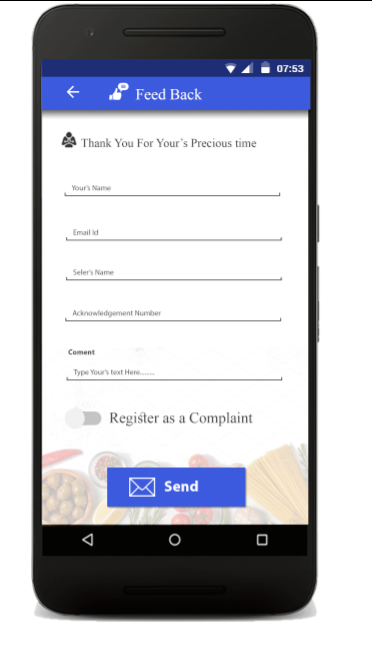 07:53
Feed Back
Thank You For Your's Precious time
Your's Name
Email Id
Seler's Name
Acknowledgement Number
Coment
Type Your's text Here.........
Register as a Complaint
Send